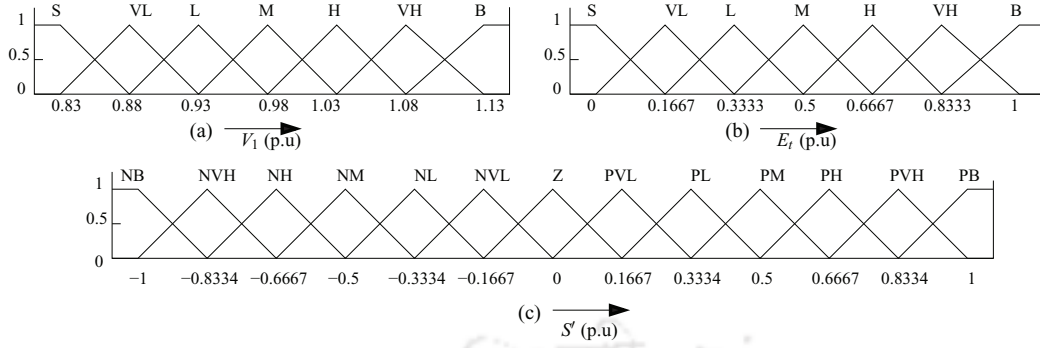 S VL L M H VH B
1
0.5
0
0.83 0.88 0.93 0.98 1.03 1.08 1.13
(a) V₁ (p.u)
S VL L M H VH B
1
0.5
0
0 0.1667 0.3333 0.5 0.6667 0.8333 1
(b) Eₜ (p.u)
NB NVH NH NM NL NVL Z PVL PL PM PH PVH PB
1
0.5
0
−1 −0.8334 −0.6667 −0.5 −0.3334 −0.1667 0 0.1667 0.3334 0.5 0.6667 0.8334 1
(c) S′ (p.u)